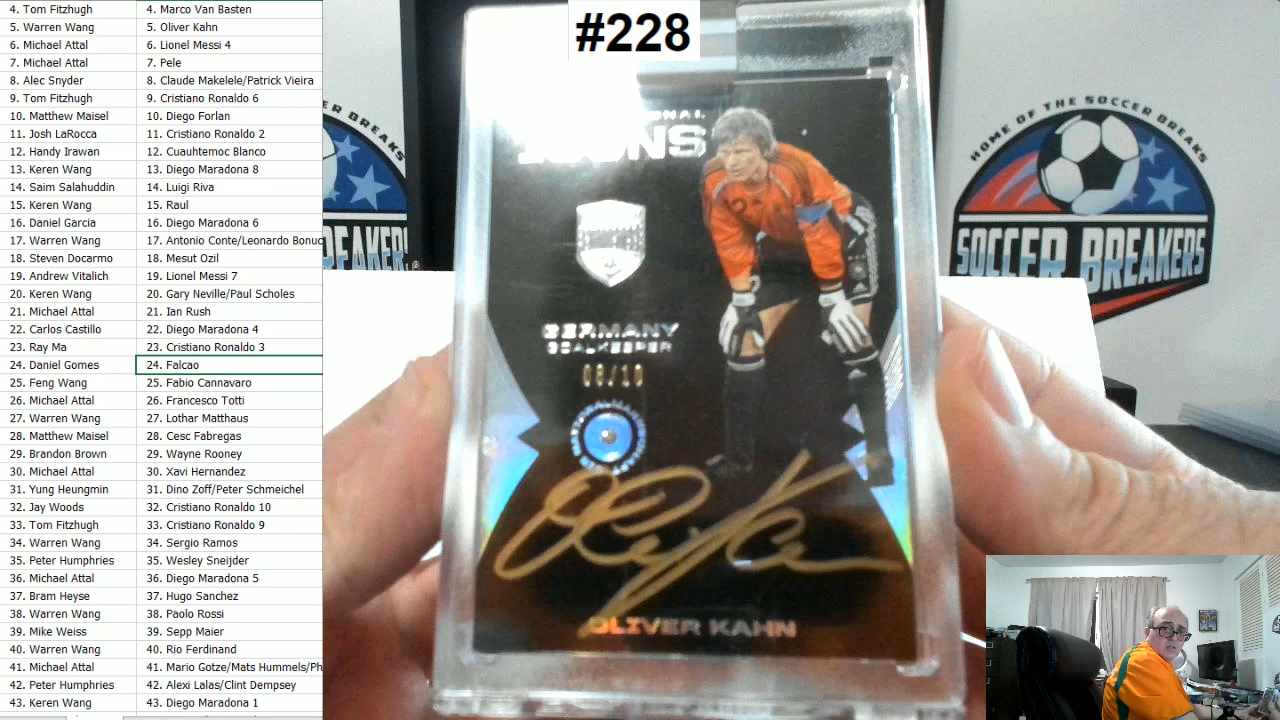 4. Tom Fitzhugh 4. Marco Van Basten
5. Warren Wang 5. Oliver Kahn
6. Michael Attal 6. Lionel Messi 4
7. Michael Attal 7. Pele
8. Alec Snyder 8. Claude Makelele/Patrick Vieira
9. Tom Fitzhugh 9. Cristiano Ronaldo 6
10. Matthew Maisel 10. Diego Forlan
11. Josh LaRocca 11. Cristiano Ronaldo 2
12. Handy Irawan 12. Cuauhtemoc Blanco
13. Keren Wang 13. Diego Maradona 8
14. Saim Salahuddin 14. Luigi Riva
15. Keren Wang 15. Raul
16. Daniel Garcia 16. Diego Maradona 6
17. Warren Wang 17. Antonio Conte/Leonardo Bonuc
18. Steven Docarmo 18. Mesut Ozil
19. Andrew Vitalich 19. Lionel Messi 7
20. Keren Wang 20. Gary Neville/Paul Scholes
21. Michael Attal 21. Ian Rush
22. Carlos Castillo 22. Diego Maradona 4
23. Ray Ma 23. Cristiano Ronaldo 3
24. Daniel Gomes 24. Falcao
25. Feng Wang 25. Fabio Cannavaro
26. Michael Attal 26. Francesco Totti
27. Warren Wang 27. Lothar Matthaus
28. Matthew Maisel 28. Cesc Fabregas
29. Brandon Brown 29. Wayne Rooney
30. Michael Attal 30. Xavi Hernandez
31. Yung Heungmin 31. Dino Zoff/Peter Schmeichel
32. Jay Woods 32. Cristiano Ronaldo 10
33. Tom Fitzhugh 33. Cristiano Ronaldo 9
34. Warren Wang 34. Sergio Ramos
35. Peter Humphries 35. Wesley Sneijder
36. Michael Attal 36. Diego Maradona 5
37. Bram Heyse 37. Hugo Sanchez
38. Warren Wang 38. Paolo Rossi
39. Mike Weiss 39. Sepp Maier
40. Warren Wang 40. Rio Ferdinand
41. Michael Attal 41. Mario Gotze/Mats Hummels/Ph
42. Peter Humphries 42. Alexi Lalas/Clint Dempsey
43. Keren Wang 43. Diego Maradona 1
#228
ICONS
GERMANY
GOALKEEPER
OLIVER KAHN
ER BREAKS
REAKER
HOME OF THE SOCCER BREAKS
SOCCER BREAKERS